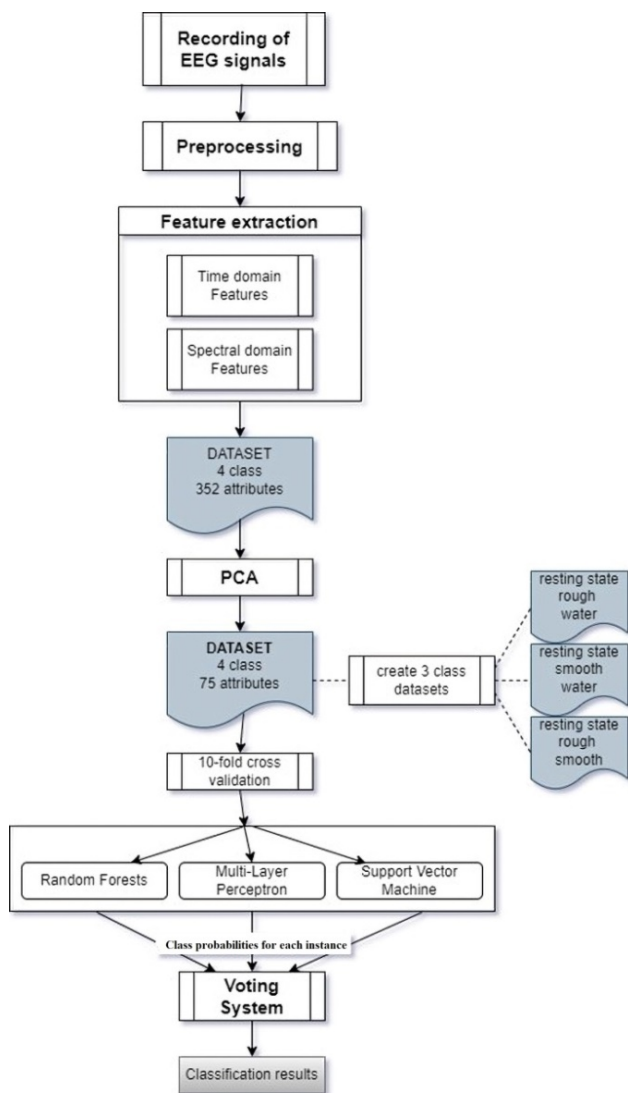 Recording of
EEG signals
Preprocessing
Feature extraction
Time domain
Features
Spectral domain
Features
DATASET
4 class
352 attributes
PCA
DATASET
4 class
75 attributes
create 3 class
datasets
resting state
rough
water
resting state
smooth
water
resting state
rough
smooth
10-fold cross
validation
Random Forests
Multi-Layer
Perceptron
Support Vector
Machine
Class probabilities for each instance
Voting
System
Classification results